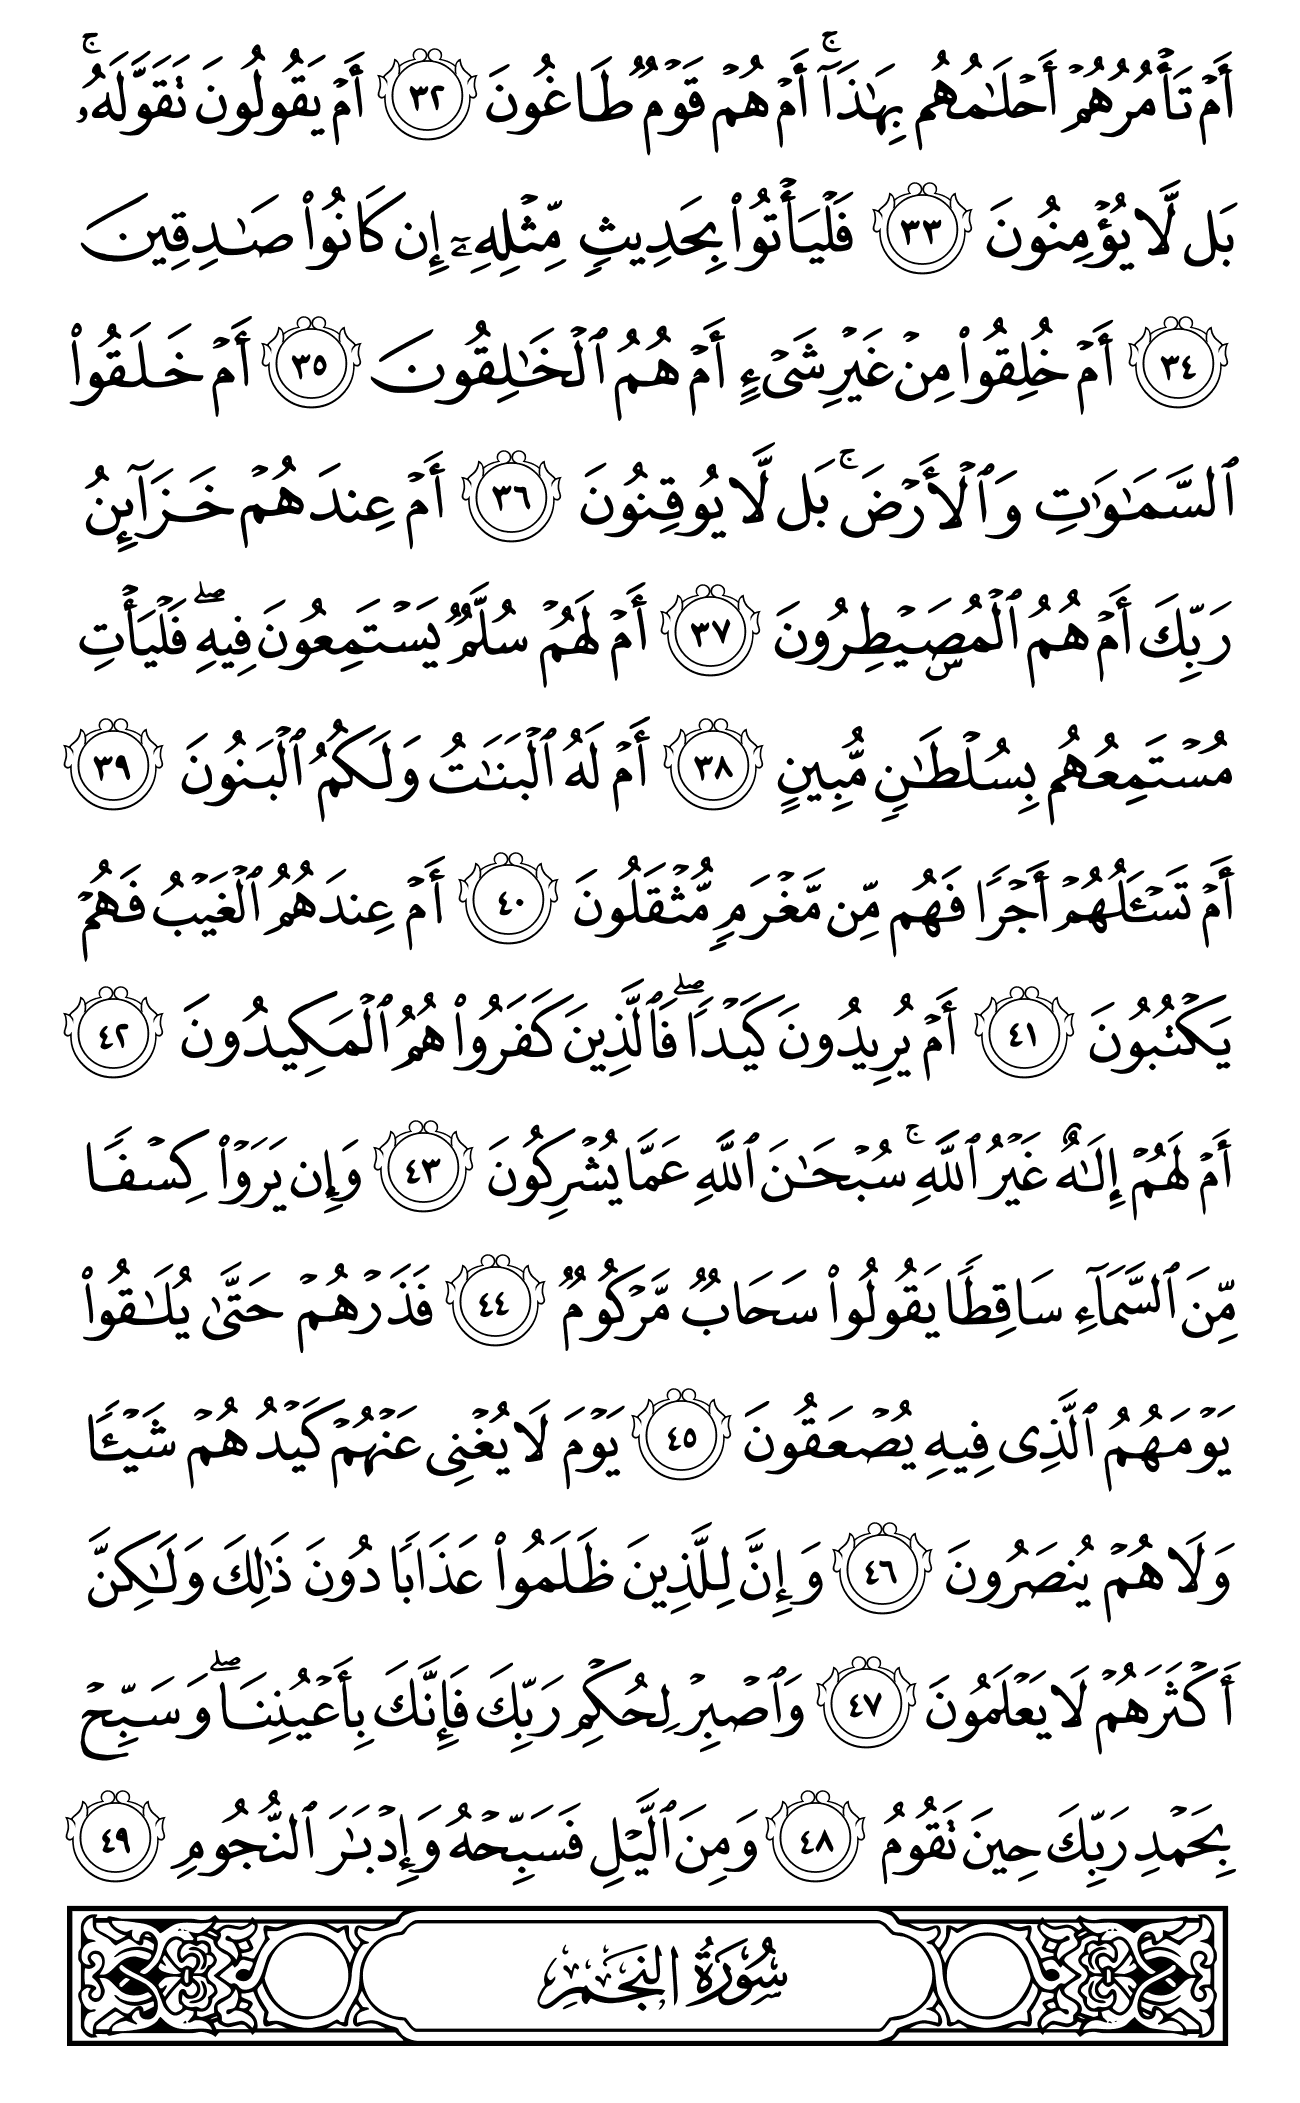 أَمۡ تَأۡمُرُهُمۡ أَحۡلَٰمُهُم بِهَٰذَآۚ أَمۡ هُمۡ قَوۡمٞ طَاغُونَ ٣٢ أَمۡ يَقُولُونَ تَقَوَّلَهُۥۚ
بَل لَّا يُؤۡمِنُونَ ٣٣ فَلۡيَأۡتُواْ بِحَدِيثٖ مِّثۡلِهِۦٓ إِن كَانُواْ صَٰدِقِينَ
٣٤ أَمۡ خُلِقُواْ مِنۡ غَيۡرِ شَيۡءٍ أَمۡ هُمُ ٱلۡخَٰلِقُونَ ٣٥ أَمۡ خَلَقُواْ
ٱلسَّمَٰوَٰتِ وَٱلۡأَرۡضَۚ بَل لَّا يُوقِنُونَ ٣٦ أَمۡ عِندَهُمۡ خَزَآئِنُ
رَبِّكَ أَمۡ هُمُ ٱلۡمُصَۜيۡطِرُونَ ٣٧ أَمۡ لَهُمۡ سُلَّمٞ يَسۡتَمِعُونَ فِيهِۖ فَلۡيَأۡتِ
مُسۡتَمِعُهُم بِسُلۡطَٰنٖ مُّبِينٍ ٣٨ أَمۡ لَهُ ٱلۡبَنَٰتُ وَلَكُمُ ٱلۡبَنُونَ ٣٩
أَمۡ تَسۡـَٔلُهُمۡ أَجۡرٗا فَهُم مِّن مَّغۡرَمٖ مُّثۡقَلُونَ ٤٠ أَمۡ عِندَهُمُ ٱلۡغَيۡبُ فَهُمۡ
يَكۡتُبُونَ ٤١ أَمۡ يُرِيدُونَ كَيۡدٗاۖ فَٱلَّذِينَ كَفَرُواْ هُمُ ٱلۡمَكِيدُونَ ٤٢
أَمۡ لَهُمۡ إِلَٰهٌ غَيۡرُ ٱللَّهِۚ سُبۡحَٰنَ ٱللَّهِ عَمَّا يُشۡرِكُونَ ٤٣ وَإِن يَرَوۡاْ كِسۡفٗا
مِّنَ ٱلسَّمَآءِ سَاقِطٗا يَقُولُواْ سَحَابٞ مَّرۡكُومٞ ٤٤ فَذَرۡهُمۡ حَتَّىٰ يُلَٰقُواْ
يَوۡمَهُمُ ٱلَّذِي فِيهِ يُصۡعَقُونَ ٤٥ يَوۡمَ لَا يُغۡنِي عَنۡهُمۡ كَيۡدُهُمۡ شَيۡـٔٗا
وَلَا هُمۡ يُنصَرُونَ ٤٦ وَإِنَّ لِلَّذِينَ ظَلَمُواْ عَذَابٗا دُونَ ذَٰلِكَ وَلَٰكِنَّ
أَكۡثَرَهُمۡ لَا يَعۡلَمُونَ ٤٧ وَٱصۡبِرۡ لِحُكۡمِ رَبِّكَ فَإِنَّكَ بِأَعۡيُنِنَاۖ وَسَبِّحۡ
بِحَمۡدِ رَبِّكَ حِينَ تَقُومُ ٤٨ وَمِنَ ٱلَّيۡلِ فَسَبِّحۡهُ وَإِدۡبَٰرَ ٱلنُّجُومِ ٤٩
سُورَةُ النَّجْمِ